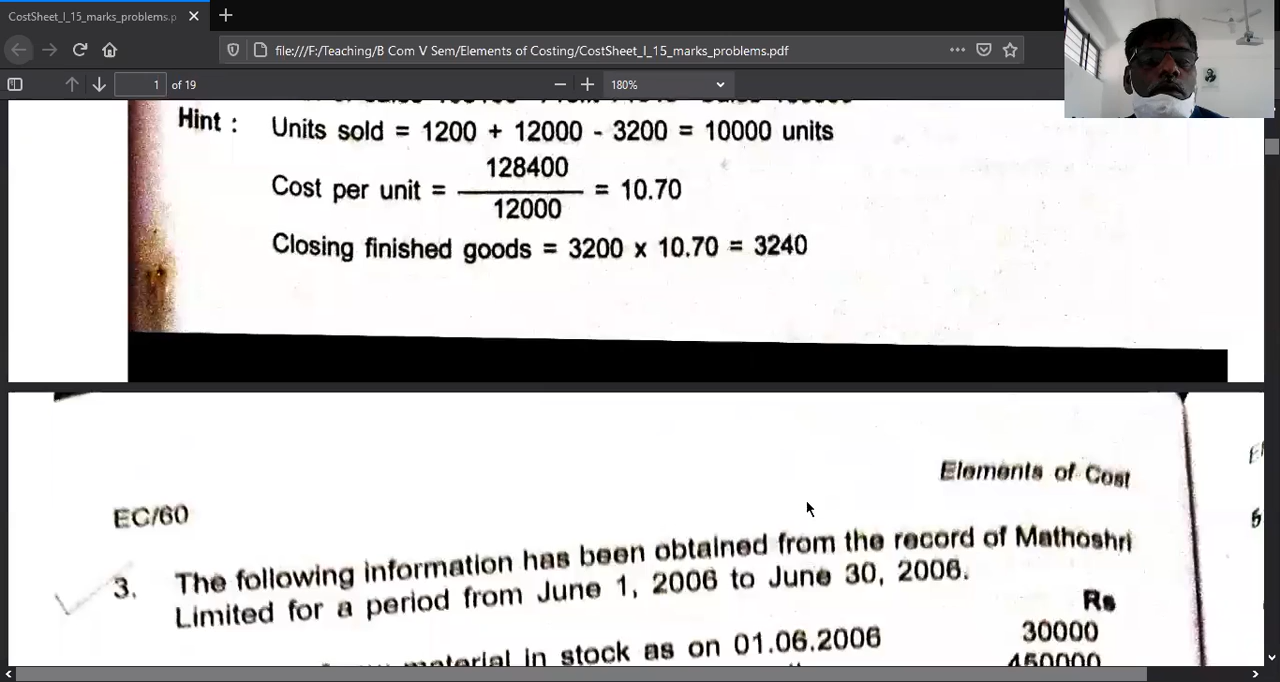 CostSheet_I_15_marks_problems.p
file:///F:/Teaching/B Com V Sem/Elements of Costing/CostSheet_I_15_marks_problems.pdf
1 of 19
180%
Hint : Units sold = 1200 + 12000 - 3200 = 10000 units
128400
Cost per unit = = 10.70
12000
Closing finished goods = 3200 x 10.70 = 3240
Elements of Cost
EC/60
3. The following information has been obtained from the record of Mathoshri
Limited for a period from June 1, 2006 to June 30, 2006.
Rs
material in stock as on 01.06.2006 30000
450000